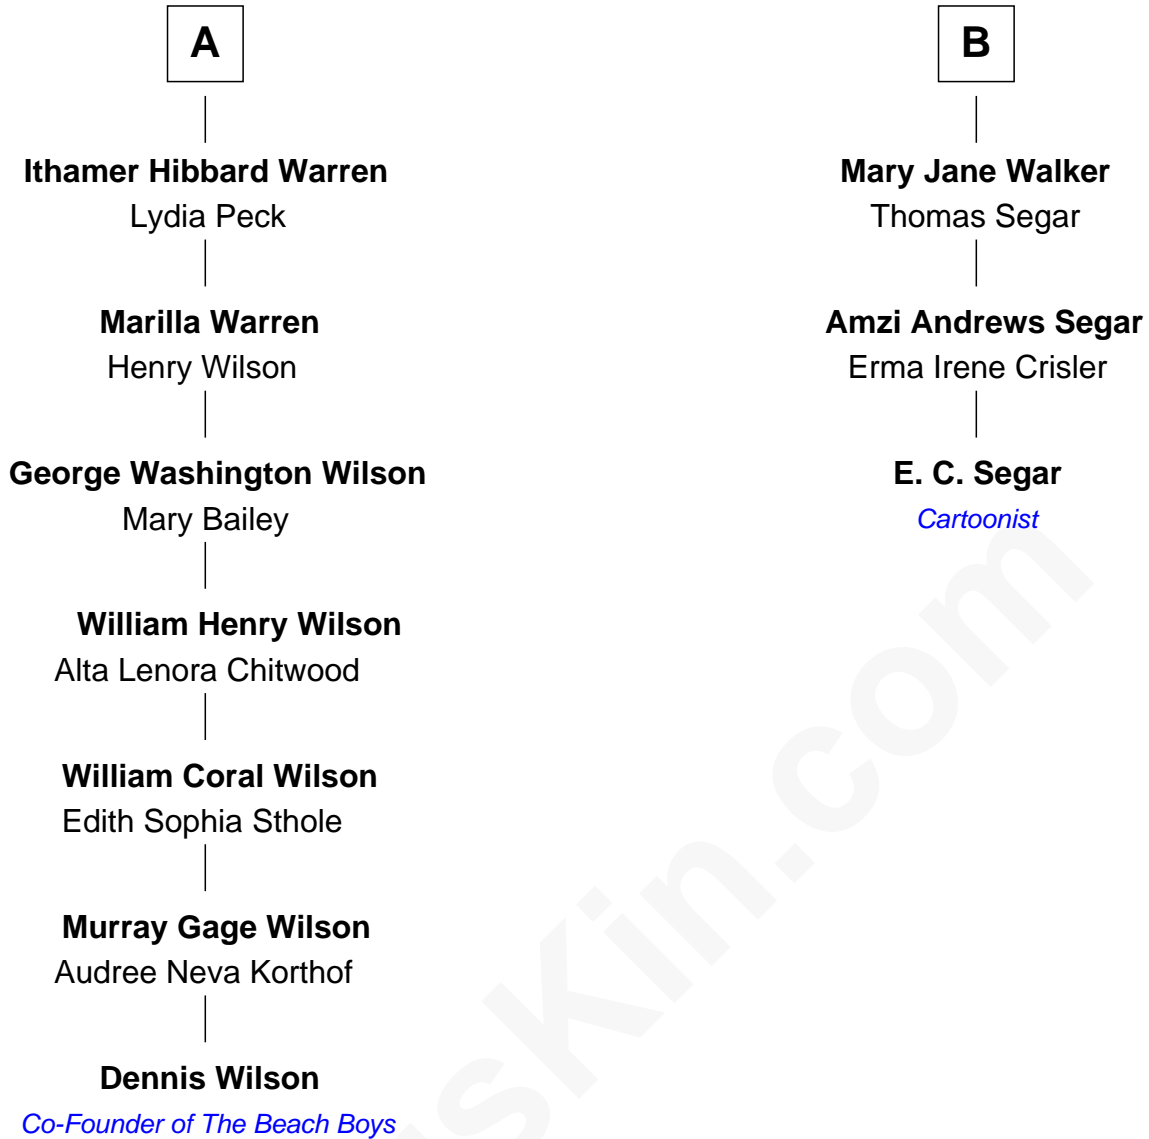 A
Ithamer Hibbard Warren
Lydia Peck
Marilla Warren
Henry Wilson
George Washington Wilson
Mary Bailey
William Henry Wilson
Alta Lenora Chitwood
William Coral Wilson
Edith Sophia Sthole
Murray Gage Wilson
Audree Neva Korthof
Dennis Wilson
Co-Founder of The Beach Boys
B
Mary Jane Walker
Thomas Segar
Amzi Andrews Segar
Erma Irene Crisler
E. C. Segar
Cartoonist
sKin.com